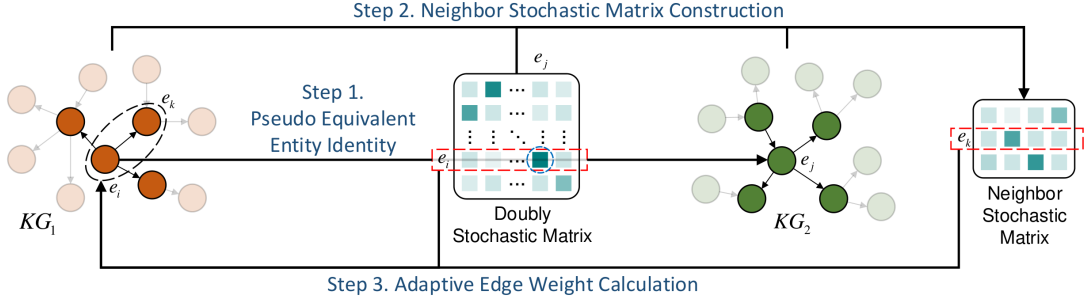 Step 2. Neighbor Stochastic Matrix Construction
e_j
e_k
Step 1.
Pseudo Equivalent
Entity Identity
...
...
e_i
...
...
e_k
e_j
e_i
KG_1
Doubly
Stochastic Matrix
KG_2
Neighbor
Stochastic
Matrix
Step 3. Adaptive Edge Weight Calculation